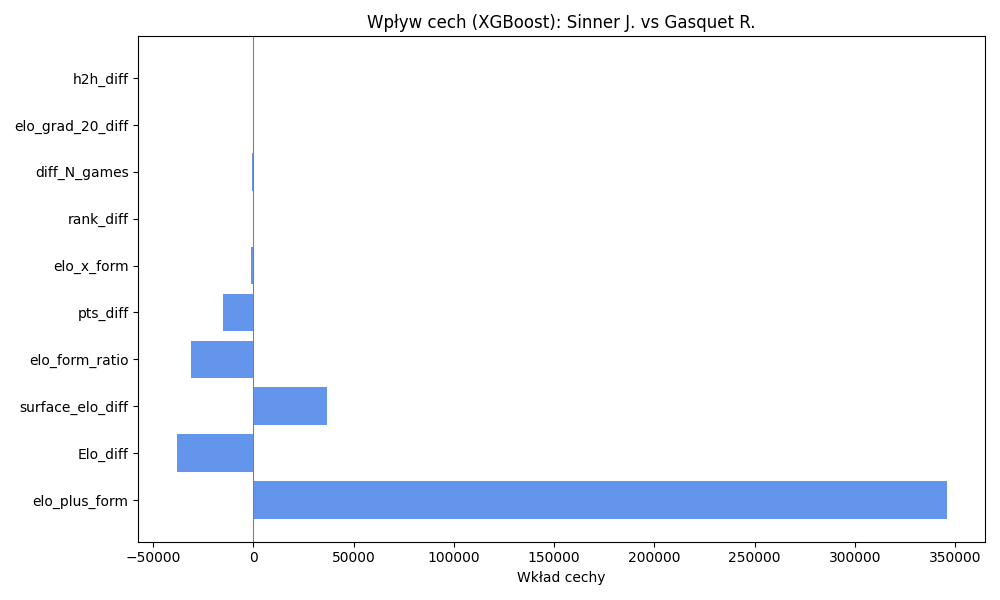 Wpływ cech (XGBoost): Sinner J. vs Gasquet R.
h2h_diff
elo_grad_20_diff
diff_N_games
rank_diff
elo_x_form
pts_diff
elo_form_ratio
surface_elo_diff
Elo_diff
elo_plus_form
−50000 0 50000 100000 150000 200000 250000 300000 350000
Wkład cechy